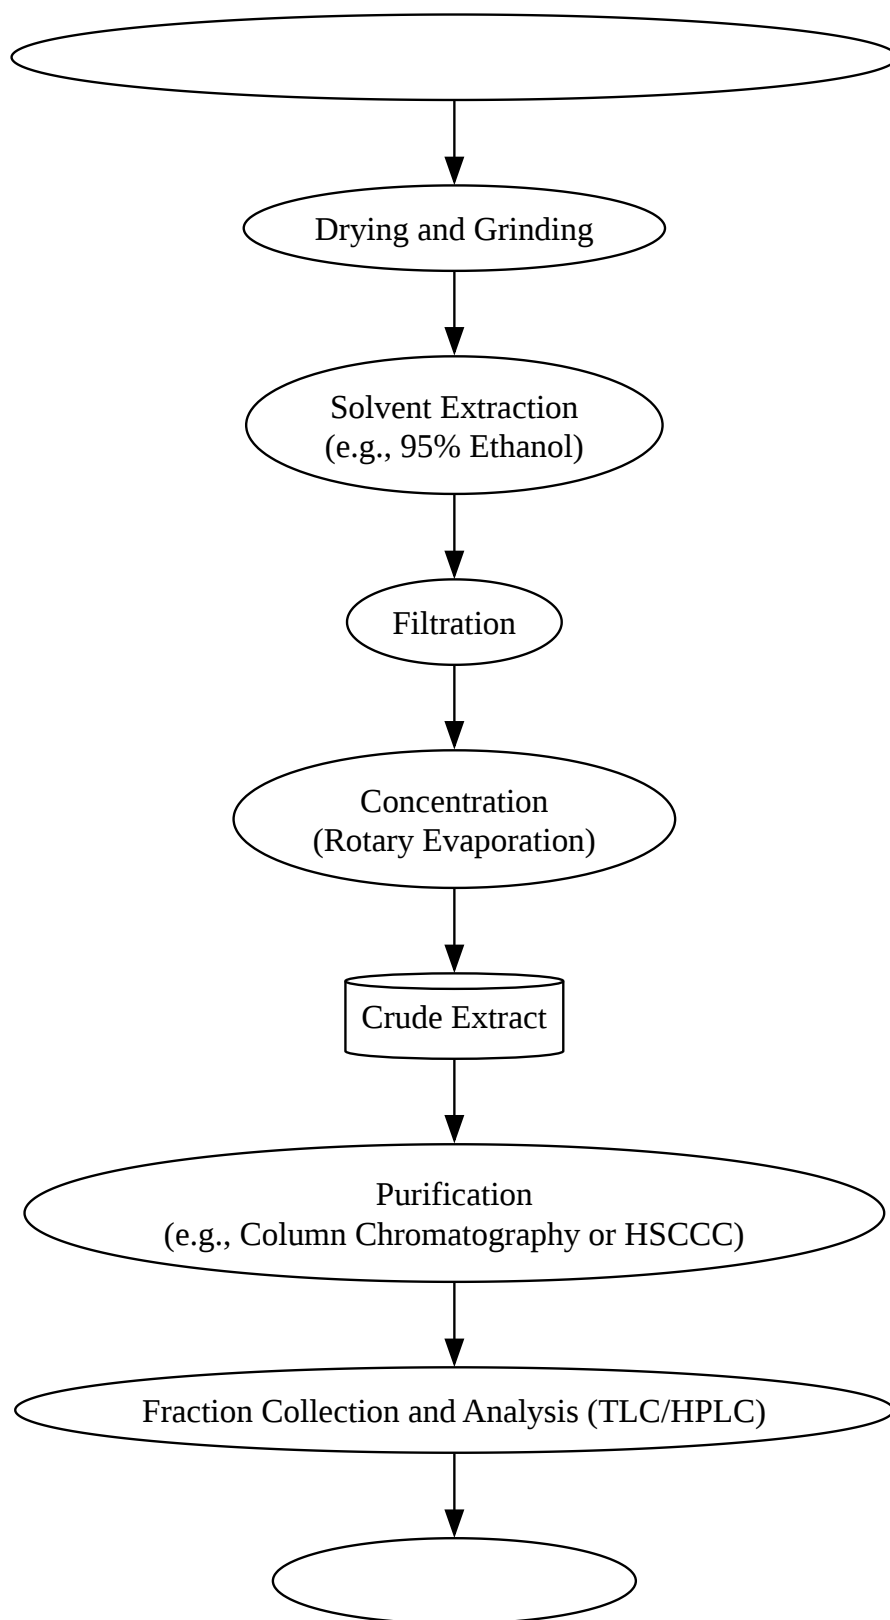 Drying and Grinding
Solvent Extraction
(e.g., 95% Ethanol)
Filtration
Concentration
(Rotary Evaporation)
Crude Extract
Purification
(e.g., Column Chromatography or HSCCC)
Fraction Collection and Analysis (TLC/HPLC)